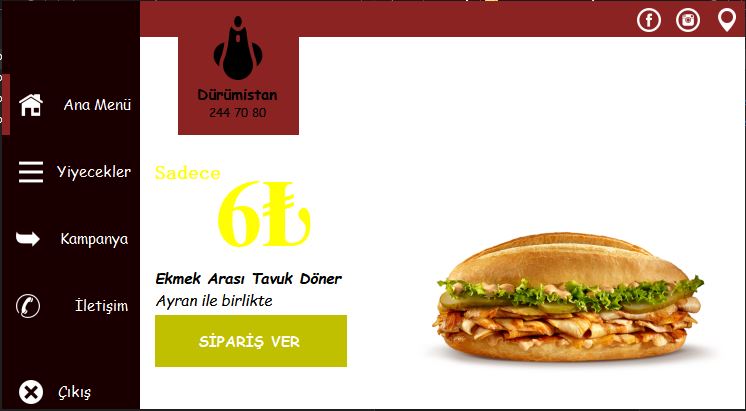 Dürümistan
244 70 80
Ana Menü
Yiyecekler
Kampanya
İletişim
Çıkış
Sadece
6₺
Ekmek Arası Tavuk Döner
Ayran ile birlikte
SİPARİŞ VER